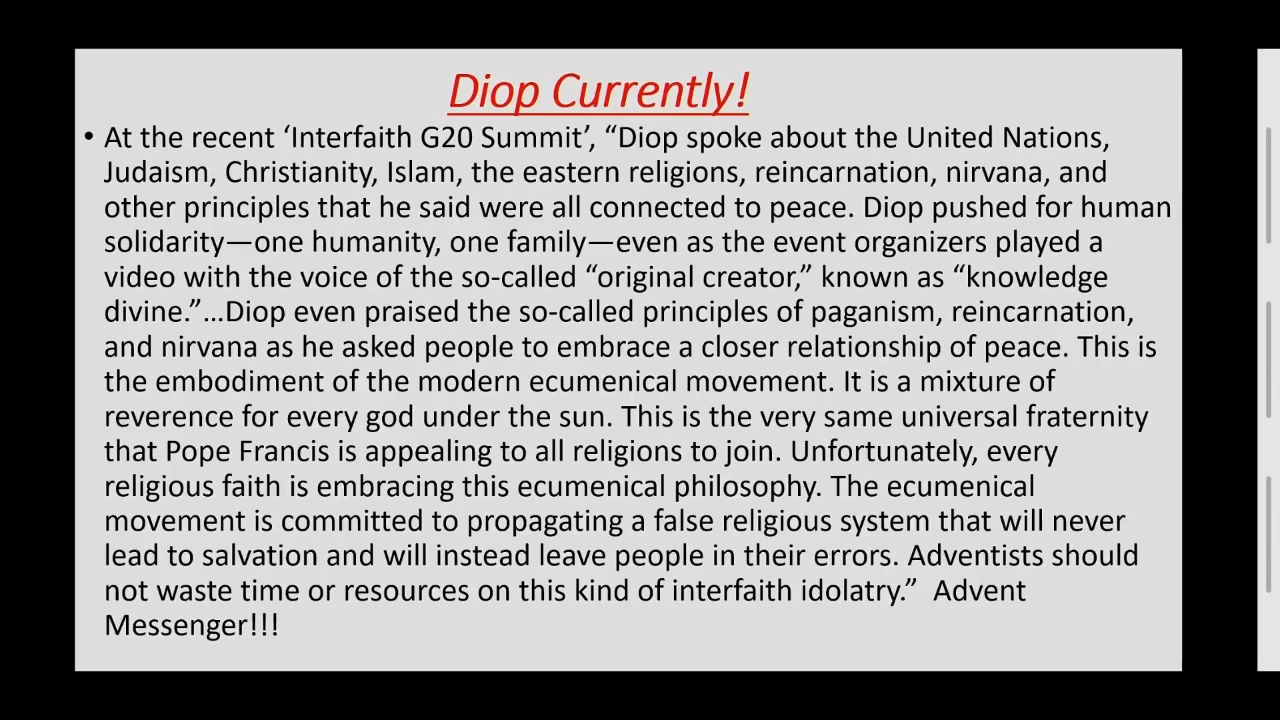 Diop Currently!
• At the recent ‘Interfaith G20 Summit’, “Diop spoke about the United Nations,
Judaism, Christianity, Islam, the eastern religions, reincarnation, nirvana, and
other principles that he said were all connected to peace. Diop pushed for human
solidarity—one humanity, one family—even as the event organizers played a
video with the voice of the so-called “original creator,” known as “knowledge
divine.”…Diop even praised the so-called principles of paganism, reincarnation,
and nirvana as he asked people to embrace a closer relationship of peace. This is
the embodiment of the modern ecumenical movement. It is a mixture of
reverence for every god under the sun. This is the very same universal fraternity
that Pope Francis is appealing to all religions to join. Unfortunately, every
religious faith is embracing this ecumenical philosophy. The ecumenical
movement is committed to propagating a false religious system that will never
lead to salvation and will instead leave people in their errors. Adventists should
not waste time or resources on this kind of interfaith idolatry.”  Advent
Messenger!!!